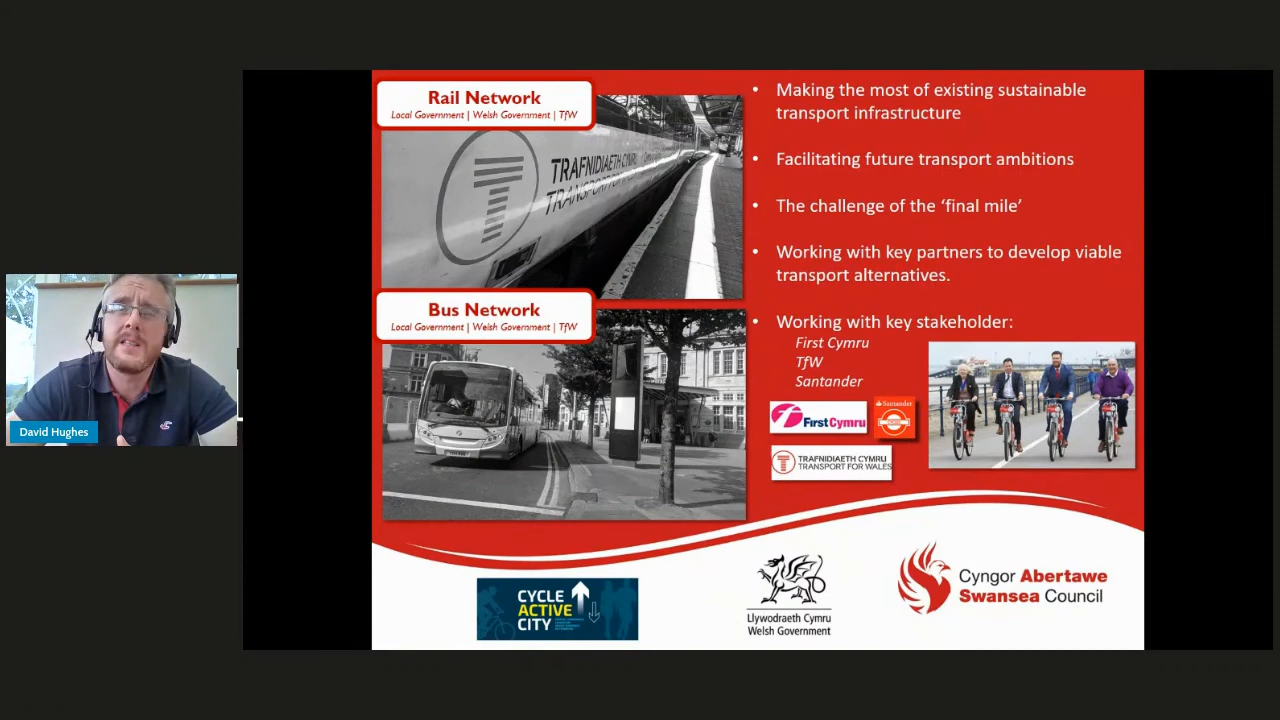 Rail Network
Local Government | Welsh Government | TfW
TRAFNIDIAETH CYMRU
TRANSPORT FOR
Bus Network
Local Government | Welsh Government | TfW
• Making the most of existing sustainable
transport infrastructure
• Facilitating future transport ambitions
• The challenge of the ‘final mile’
• Working with key partners to develop viable
transport alternatives.
• Working with key stakeholder:
First Cymru
TfW
Santander
First Cymru
Santander
TRAFNIDIAETH CYMRU
TRANSPORT FOR WALES
David Hughes
CYCLE
ACTIVE
CITY
Llywodraeth Cymru
Welsh Government
Cyngor Abertawe
Swansea Council